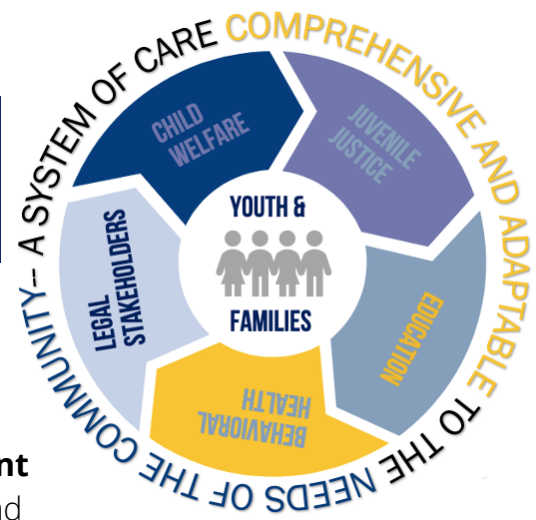 A SYSTEM OF CARE COMPREHENSIVE AND ADAPTABLE TO THE NEEDS OF THE COMMUNITY–
CHILD
WELFARE
JUVENILE
JUSTICE
EDUCATION
BEHAVIORAL
HEALTH
LEGAL
STAKEHOLDERS
YOUTH &
FAMILIES